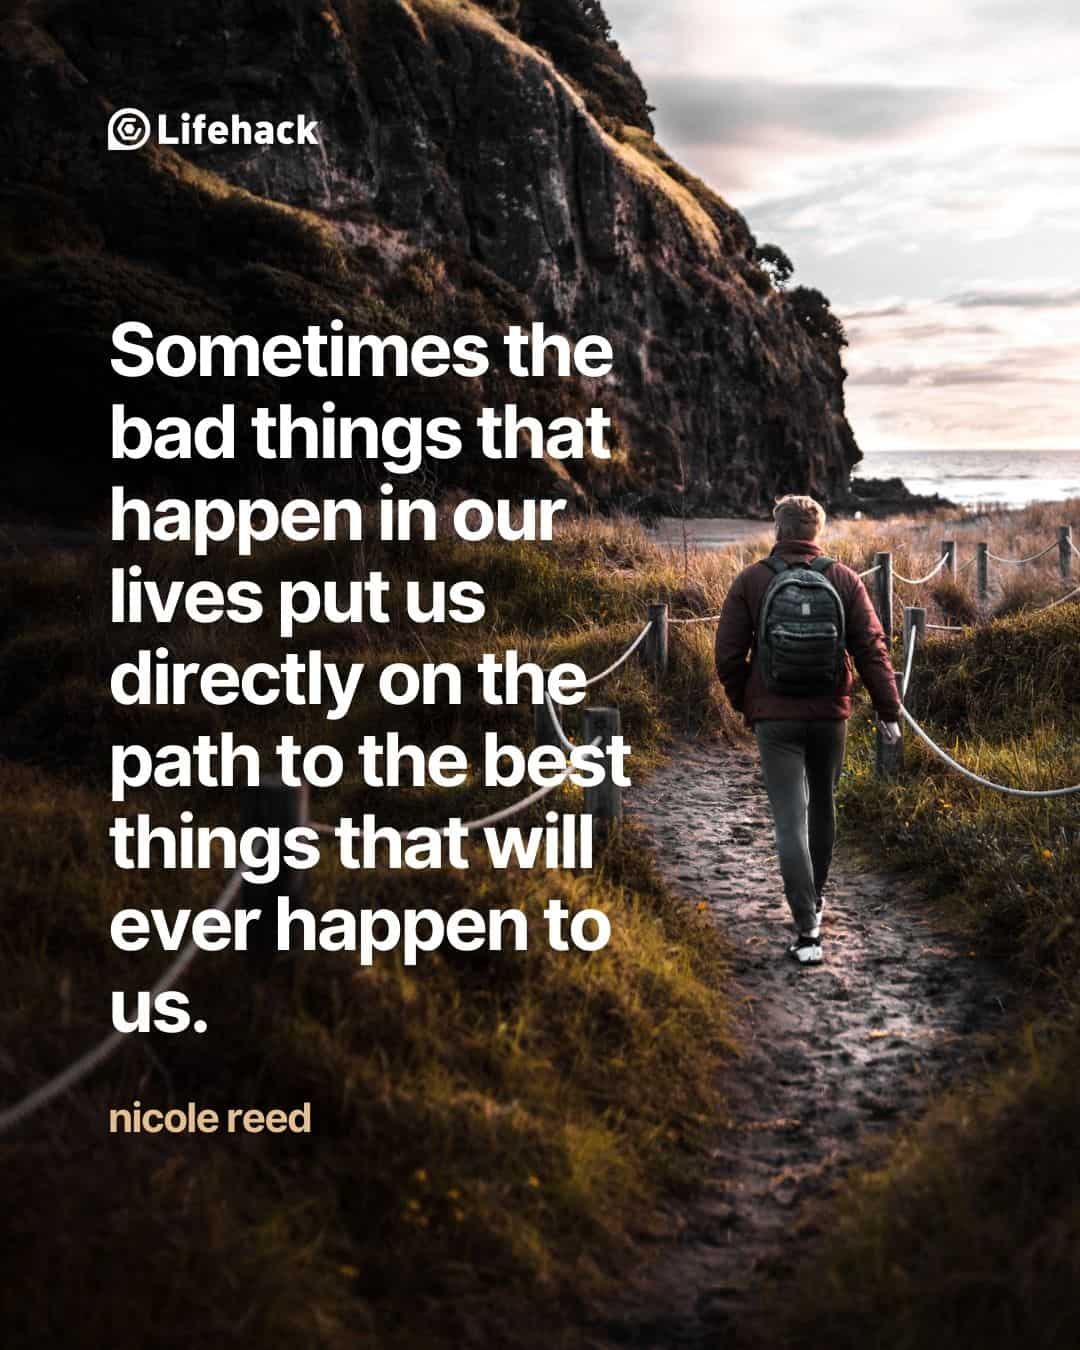 Lifehack
Sometimes the
bad things that
happen in our
lives put us
directly on the
path to the best
things that will
ever happen to
us.
nicole reed